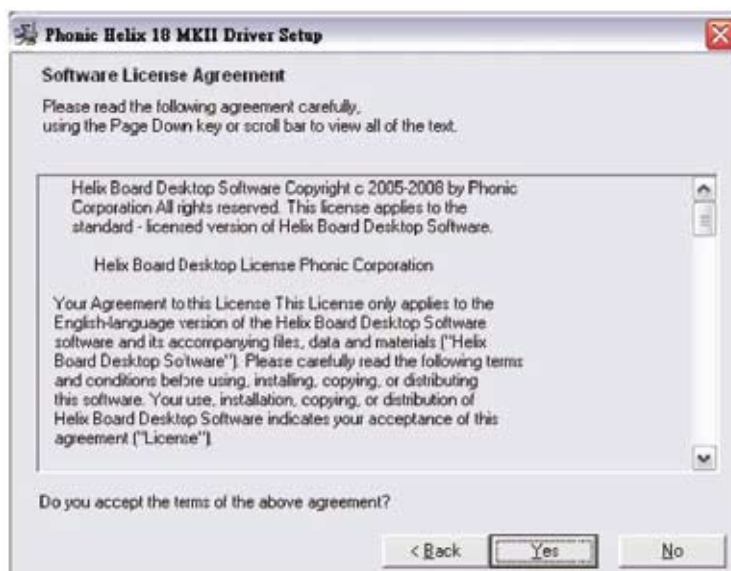 Phonic Helix 18 MKII Driver Setup
Software License Agreement
Please read the following agreement carefully,
using the Page Down key or scroll bar to view all of the text.
Helix Board Desktop Software Copyright c 2005-2008 by Phonic
Corporation All rights reserved. This license applies to the
standard - licensed version of Helix Board Desktop Software.
Helix Board Desktop License Phonic Corporation
Your Agreement to this License This License only applies to the
English-language version of the Helix Board Desktop Software
software and its accompanying files, data and materials ("Helix
Board Desktop Software"). Please carefully read the following terms
and conditions before using, installing, copying, or distributing
this software. Your use, installation, copying, or distribution of
Helix Board Desktop Software indicates your acceptance of this
agreement ("License")
Do you accept the terms of the above agreement?
< Back
Yes
No